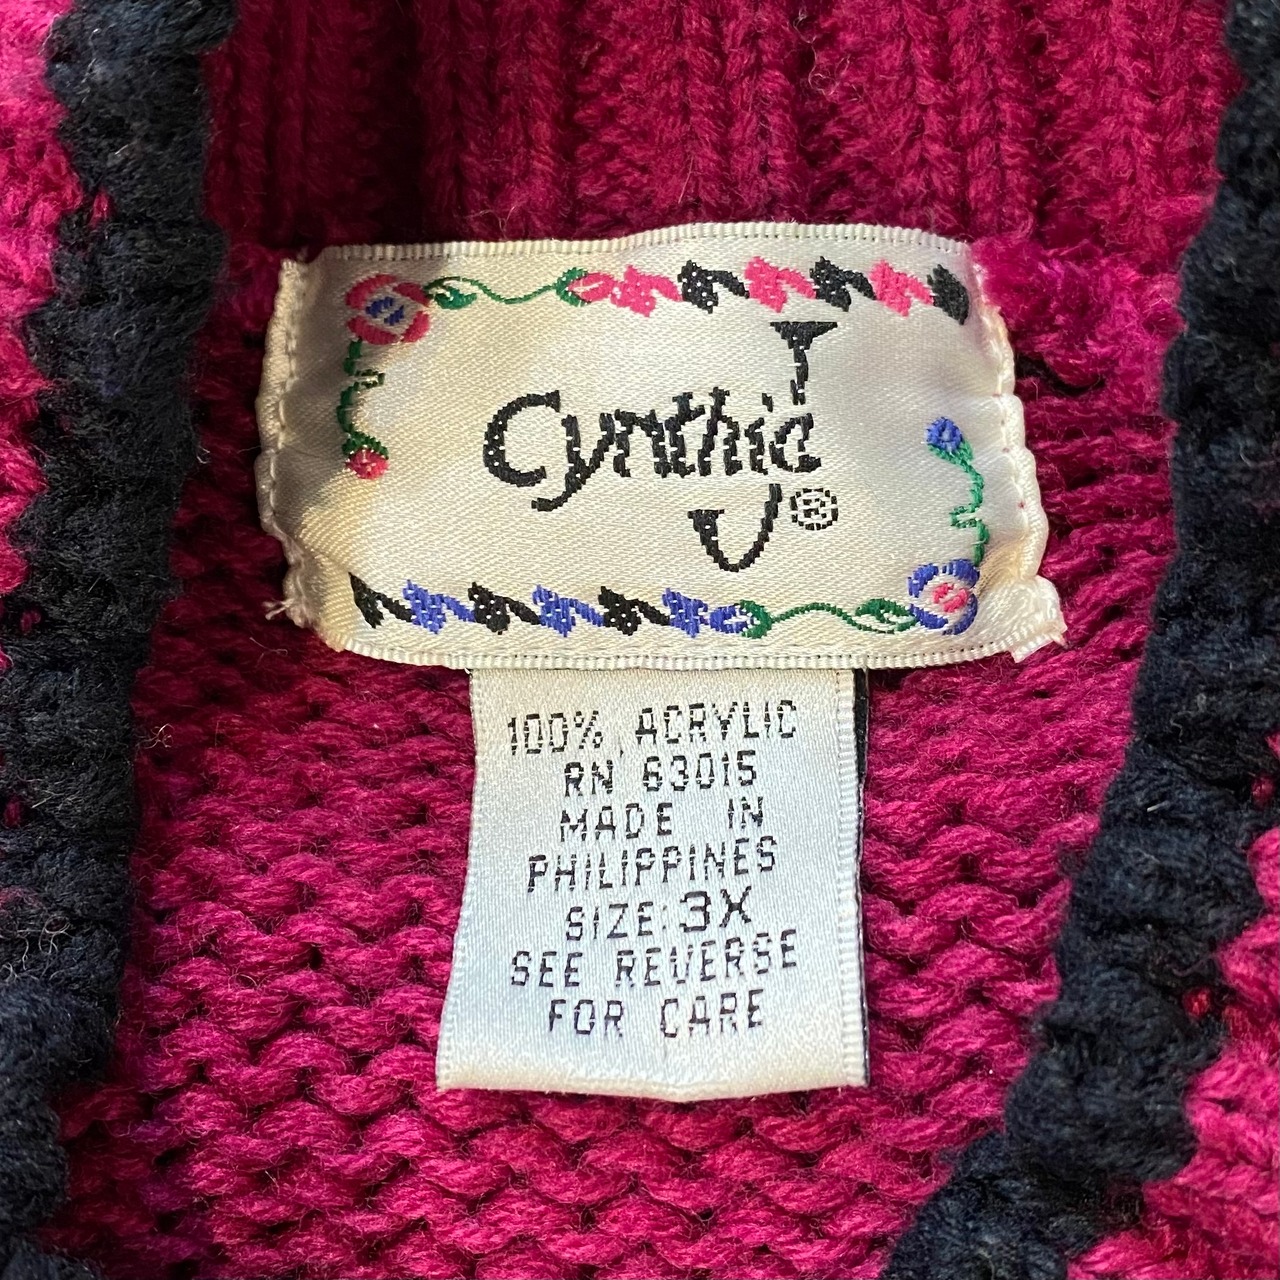 Cynthia J®
100% ACRYLIC
RN 63015
MADE IN
PHILIPPINES
SIZE: 3X
SEE REVERSE
FOR CARE